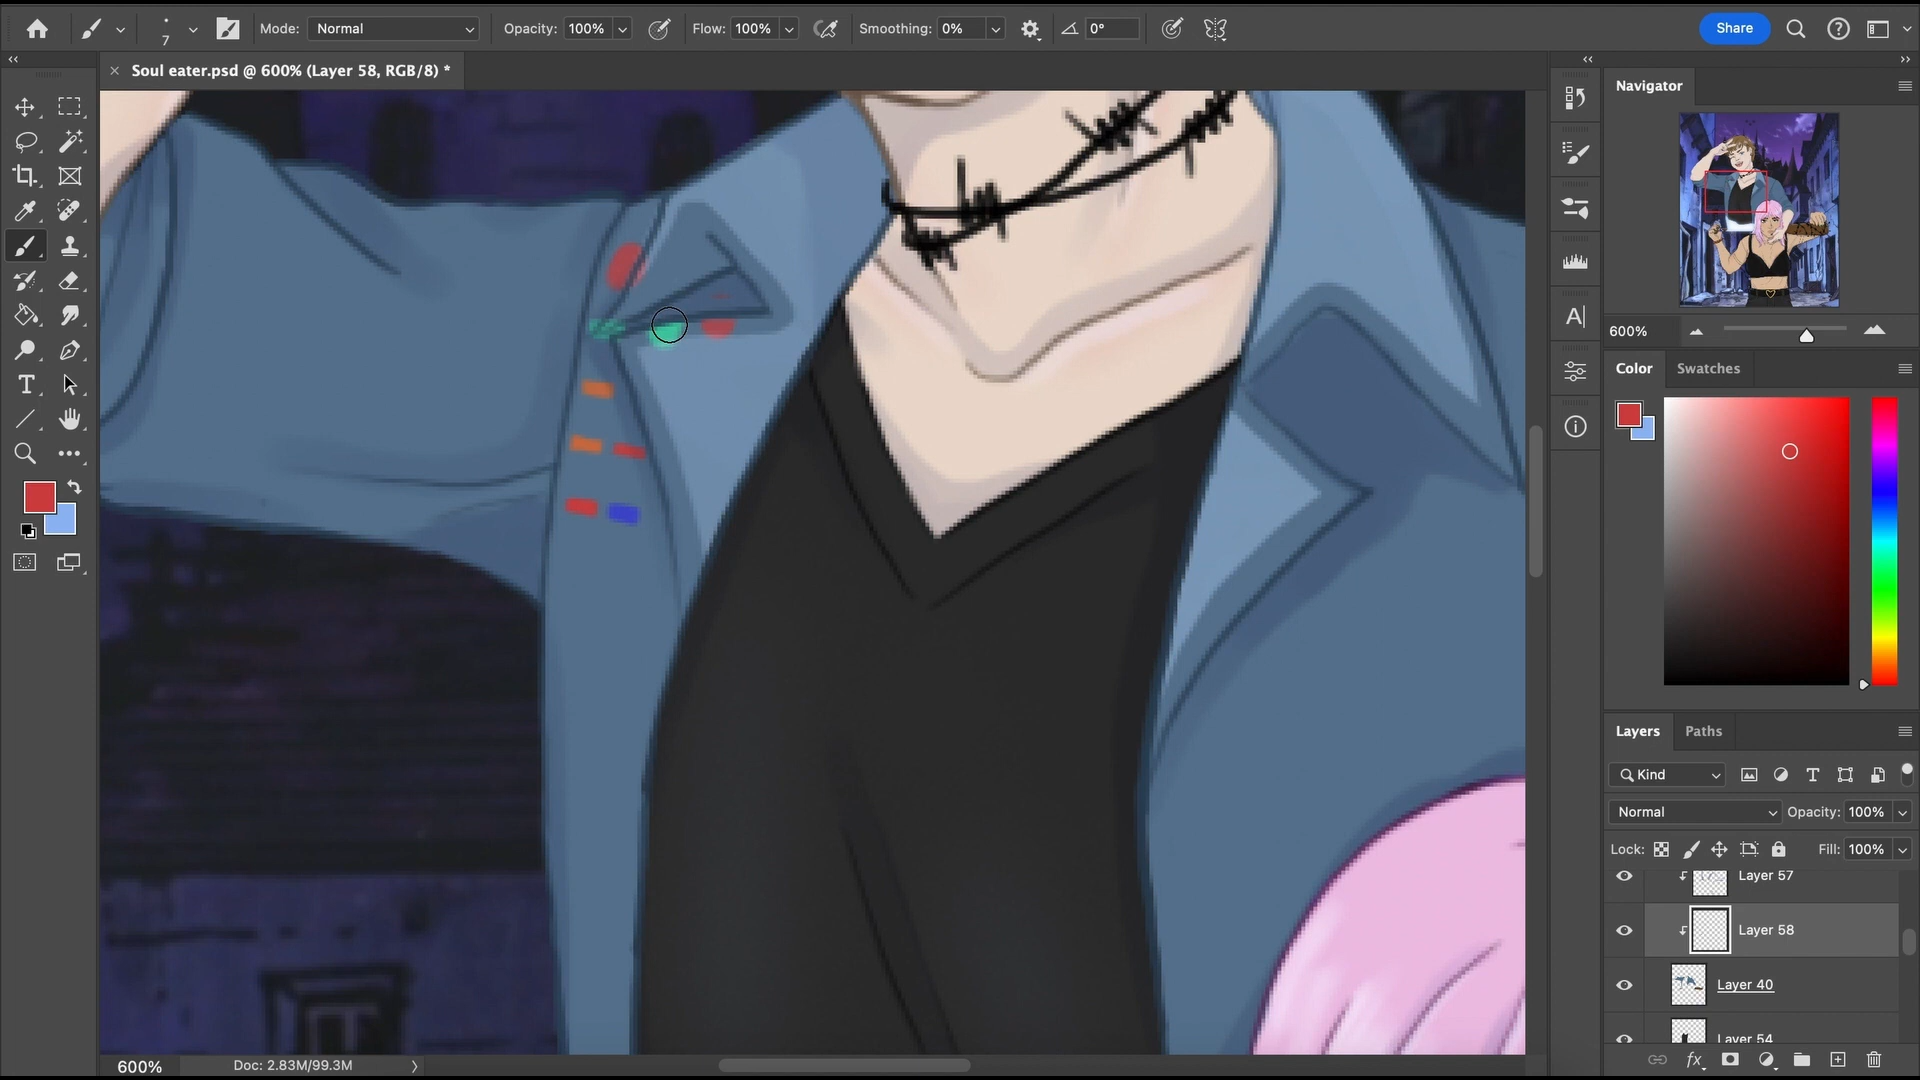 7
Mode:
Normal
Opacity:
100%
Flow:
100%
Smoothing:
0%
0°
Share
Soul eater.psd @ 600% (Layer 58, RGB/8) *
Navigator
600%
Color
Swatches
Layers
Paths
Kind
Normal
Opacity:
100%
Lock:
Fill:
100%
Layer 57
Layer 58
Layer 40
Layer 54
fx
600%
Doc: 2.83M/99.3M